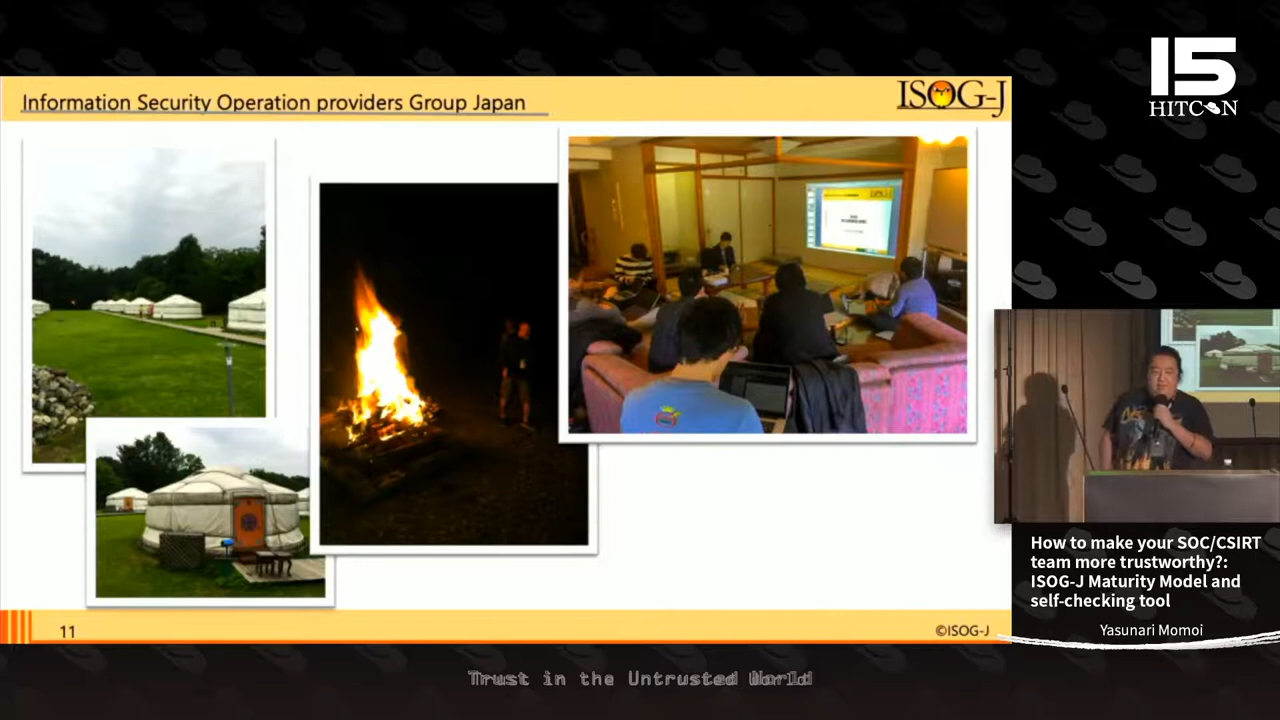 Information Security Operation providers Group Japan
ISOG-J
15
HITCON
How to make your SOC/CSIRT
team more trustworthy?:
ISOG-J Maturity Model and
self-checking tool
Yasunari Momoi
11
©ISOG-J
Trust in the Untrusted World